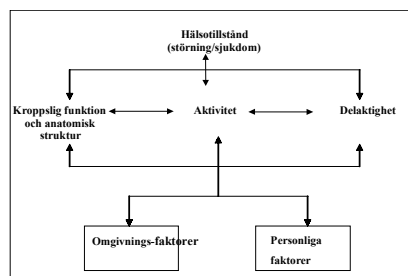 Hälsotillstånd
(störning/sjukdom)
Kroppslig funktion
och anatomisk
struktur
Aktivitet
Delaktighet
Omgivnings-faktorer
Personliga
faktorer